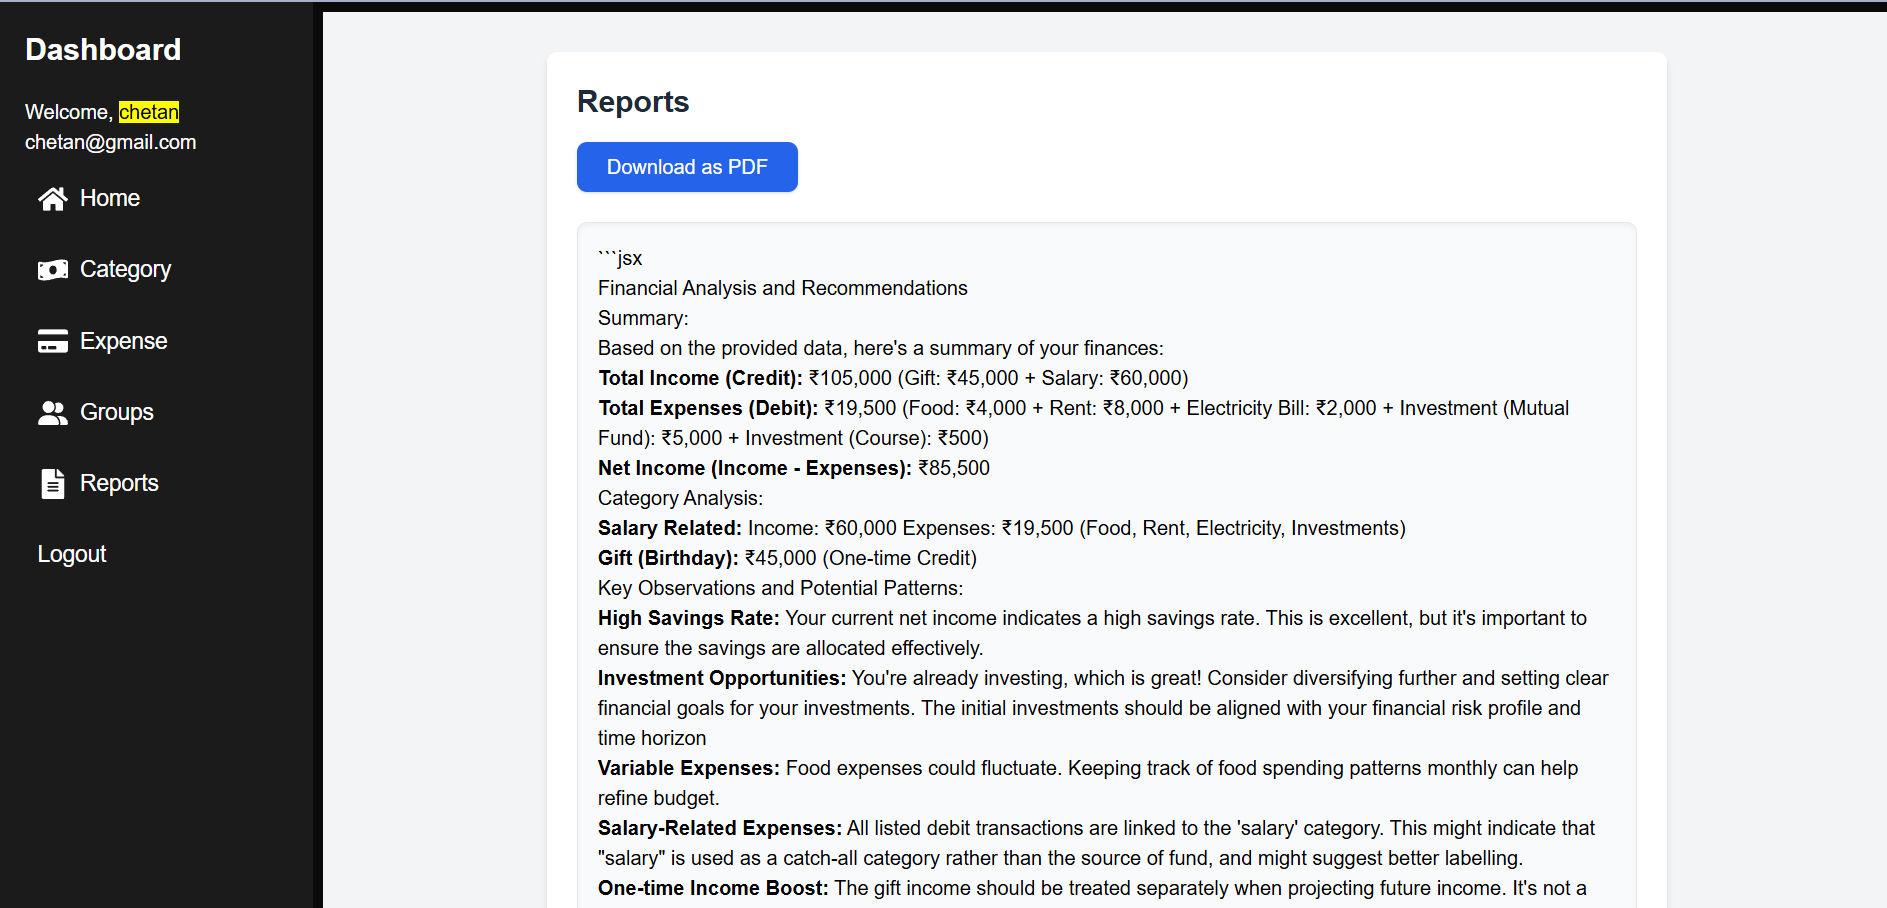 Dashboard
Welcome, chetan
chetan@gmail.com
Home
Category
Expense
Groups
Reports
Logout
Reports
Download as PDF
```jsx
Financial Analysis and Recommendations
Summary:
Based on the provided data, here's a summary of your finances:
Total Income (Credit): ₹105,000 (Gift: ₹45,000 + Salary: ₹60,000)
Total Expenses (Debit): ₹19,500 (Food: ₹4,000 + Rent: ₹8,000 + Electricity Bill: ₹2,000 + Investment (Mutual
Fund): ₹5,000 + Investment (Course): ₹500)
Net Income (Income - Expenses): ₹85,500
Category Analysis:
Salary Related: Income: ₹60,000 Expenses: ₹19,500 (Food, Rent, Electricity, Investments)
Gift (Birthday): ₹45,000 (One-time Credit)
Key Observations and Potential Patterns:
High Savings Rate: Your current net income indicates a high savings rate. This is excellent, but it's important to
ensure the savings are allocated effectively.
Investment Opportunities: You're already investing, which is great! Consider diversifying further and setting clear
financial goals for your investments. The initial investments should be aligned with your financial risk profile and
time horizon
Variable Expenses: Food expenses could fluctuate. Keeping track of food spending patterns monthly can help
refine budget.
Salary-Related Expenses: All listed debit transactions are linked to the 'salary' category. This might indicate that
"salary" is used as a catch-all category rather than the source of fund, and might suggest better labelling.
One-time Income Boost: The gift income should be treated separately when projecting future income. It's not a